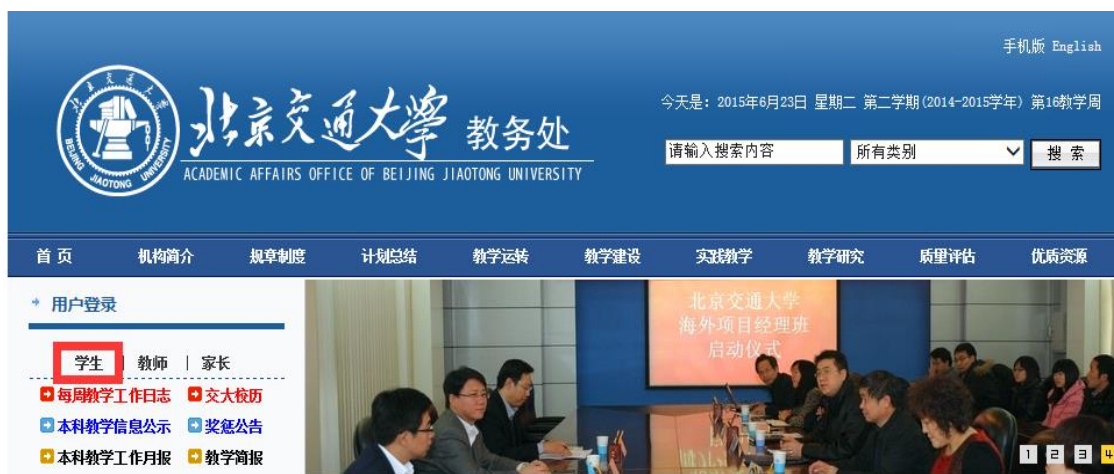 手机版 English
今天是：2015年6月23日 星期二 第二学期(2014-2015学年) 第16教学周
北京交通大學 教务处
ACADEMIC AFFAIRS OFFICE OF BEIJING JIAOTONG UNIVERSITY
北京交通大学
BEIJING JIAOTONG UNIVERSITY
请输入搜索内容 所有类别 搜 索
首 页 机构简介 规章制度 计划总结 教学运转 教学建设 实践教学 教学研究 质量评估 优质资源
用户登录
学生 | 教师 | 家长
每周教学工作日志 交大校历
本科教学信息公示 奖惩公告
本科教学工作月报 教学简报
北京交通大学
海外项目经理班
启动仪式
1 2 3 4